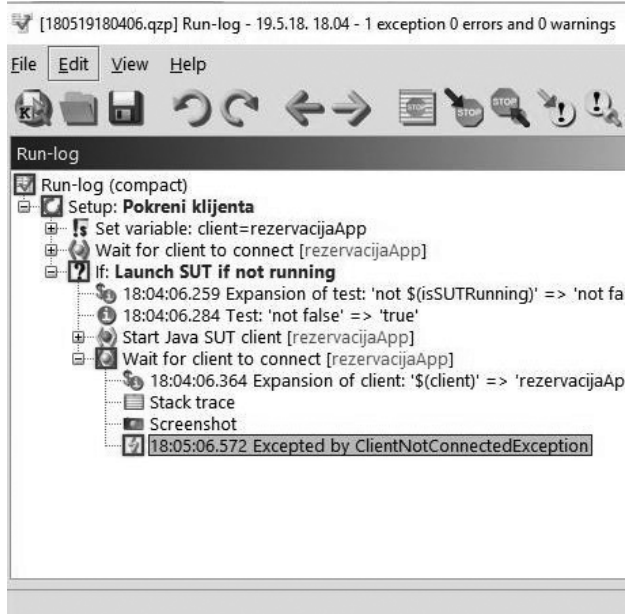 [180519180406.qzp] Run-log - 19.5.18. 18.04 - 1 exception 0 errors and 0 warnings
File Edit View Help
K STOP STOP STOP
Run-log
Run-log (compact)
Setup: Pokreni klijenta
Set variable: client=rezervacijaApp
Wait for client to connect [rezervacijaApp]
If: Launch SUT if not running
18:04:06.259 Expansion of test: 'not $(isSUTRunning)' => 'not fa
18:04:06.284 Test: 'not false' => 'true'
Start Java SUT client [rezervacijaApp]
Wait for client to connect [rezervacijaApp]
18:04:06.364 Expansion of client: '$(client)' => 'rezervacijaAp
Stack trace
Screenshot
18:05:06.572 Excepted by ClientNotConnectedException